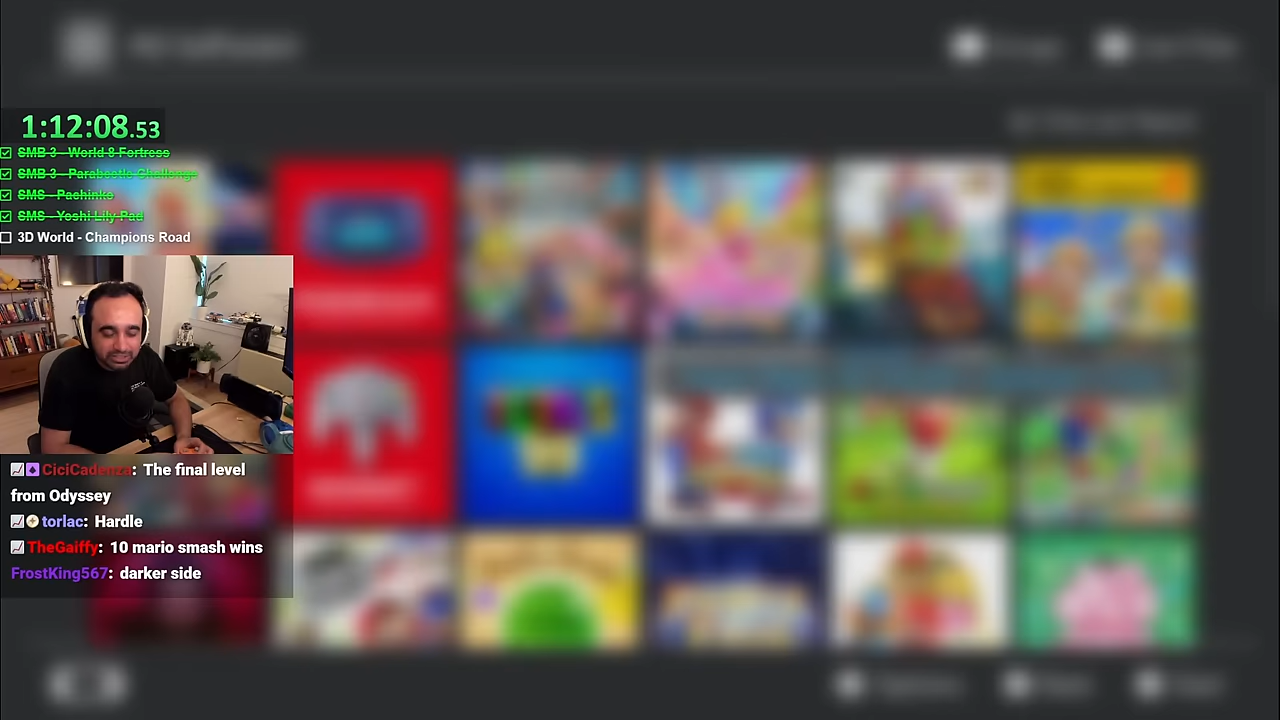 1:12:08.53
SMB 3 - World 8 Fortress
SMB 3 - Parabeetle Challenge
SMS - Pachinko
SMS - Yoshi Lily Pad
3D World - Champions Road
CiciCadenza: The final level
from Odyssey
torlac: Hardle
TheGaiffy: 10 mario smash wins
FrostKing567: darker side